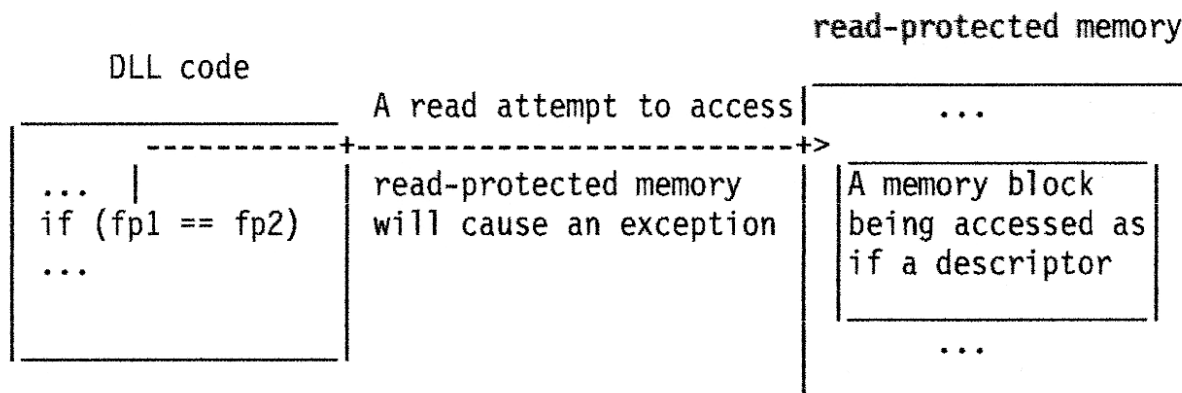 read-protected memory
DLL code
A read attempt to access
...
...
read-protected memory
A memory block
if (fp1 == fp2)
will cause an exception
being accessed as
...
if a descriptor
...